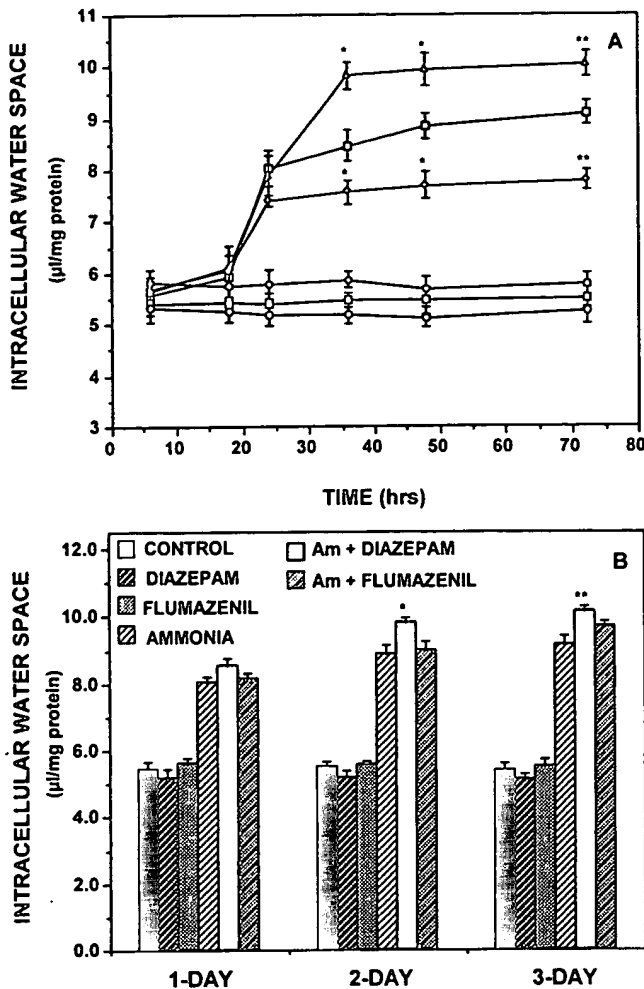 A
INTRACELLULAR WATER SPACE
(µl/mg protein)
11
10
9
8
7
6
5
4
3
* * **
* * **
0 10 20 30 40 50 60 70 80
TIME (hrs)
B
INTRACELLULAR WATER SPACE
(µl/mg protein)
12.0
10.0
8.0
6.0
4.0
2.0
0.0
CONTROL
DIAZEPAM
FLUMAZENIL
AMMONIA
Am + DIAZEPAM
Am + FLUMAZENIL
* **
1-DAY 2-DAY 3-DAY